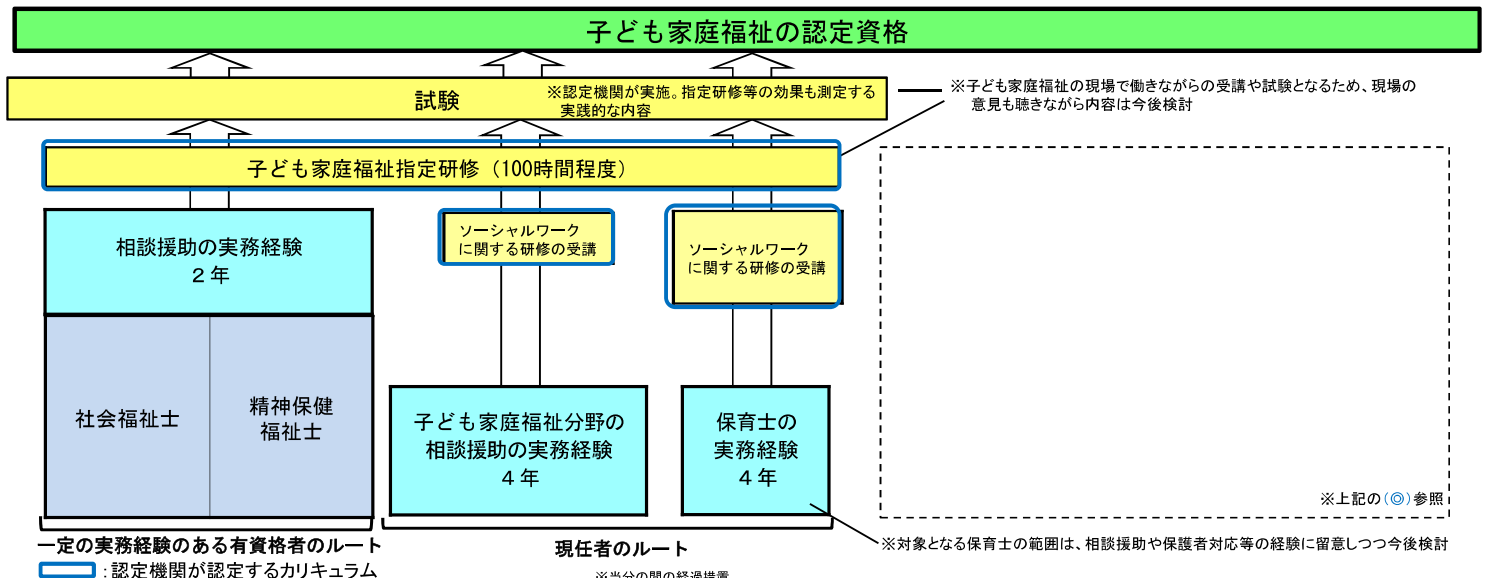 子ども家庭福祉の認定資格
試験
※認定機関が実施。指定研修等の効果も測定する
実践的な内容
※子ども家庭福祉の現場で働きながらの受講や試験となるため、現場の
意見も聴きながら内容は今後検討
子ども家庭福祉指定研修（100時間程度）
相談援助の実務経験
２年
ソーシャルワーク
に関する研修の受講
ソーシャルワーク
に関する研修の受講
社会福祉士
精神保健
福祉士
子ども家庭福祉分野の
相談援助の実務経験
４年
保育士の
実務経験
４年
※上記の（◎）参照
一定の実務経験のある有資格者のルート
現任者のルート
※対象となる保育士の範囲は、相談援助や保護者対応等の経験に留意しつつ今後検討
：認定機関が認定するカリキュラム
※当分の間の経過措置